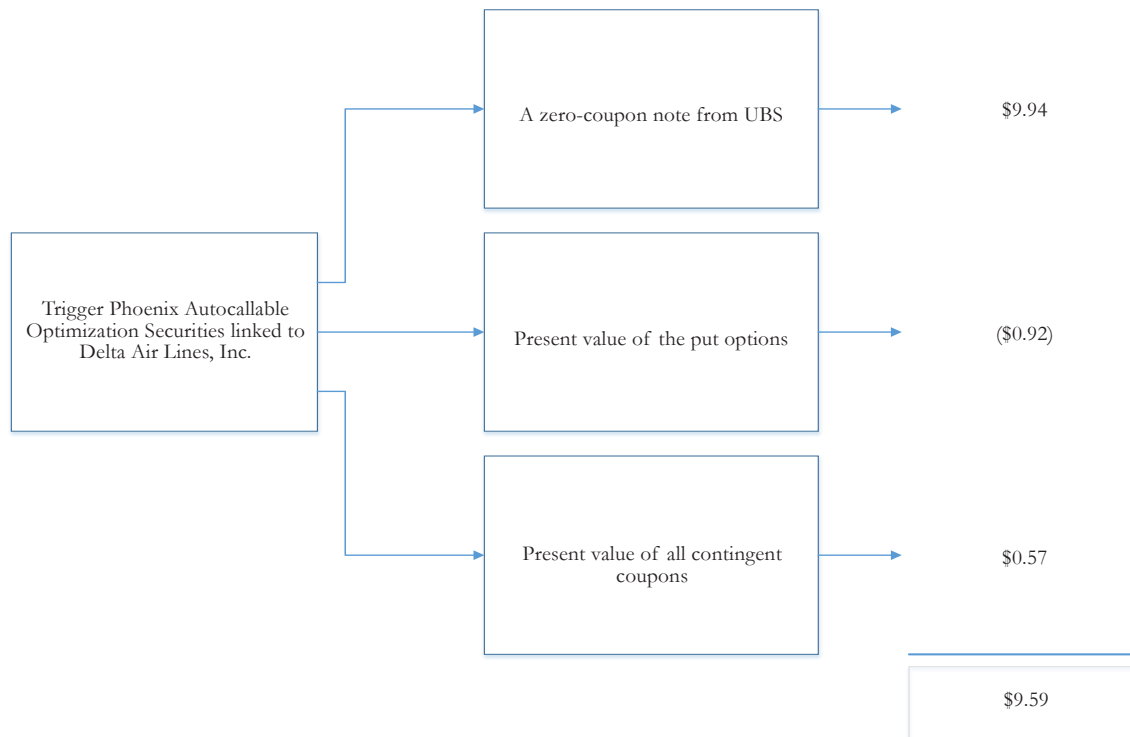 A zero-coupon note from UBS
$9.94
Trigger Phoenix Autocallable
Optimization Securities linked to
Delta Air Lines, Inc.
Present value of the put options
($0.92)
Present value of all contingent
coupons
$0.57
$9.59